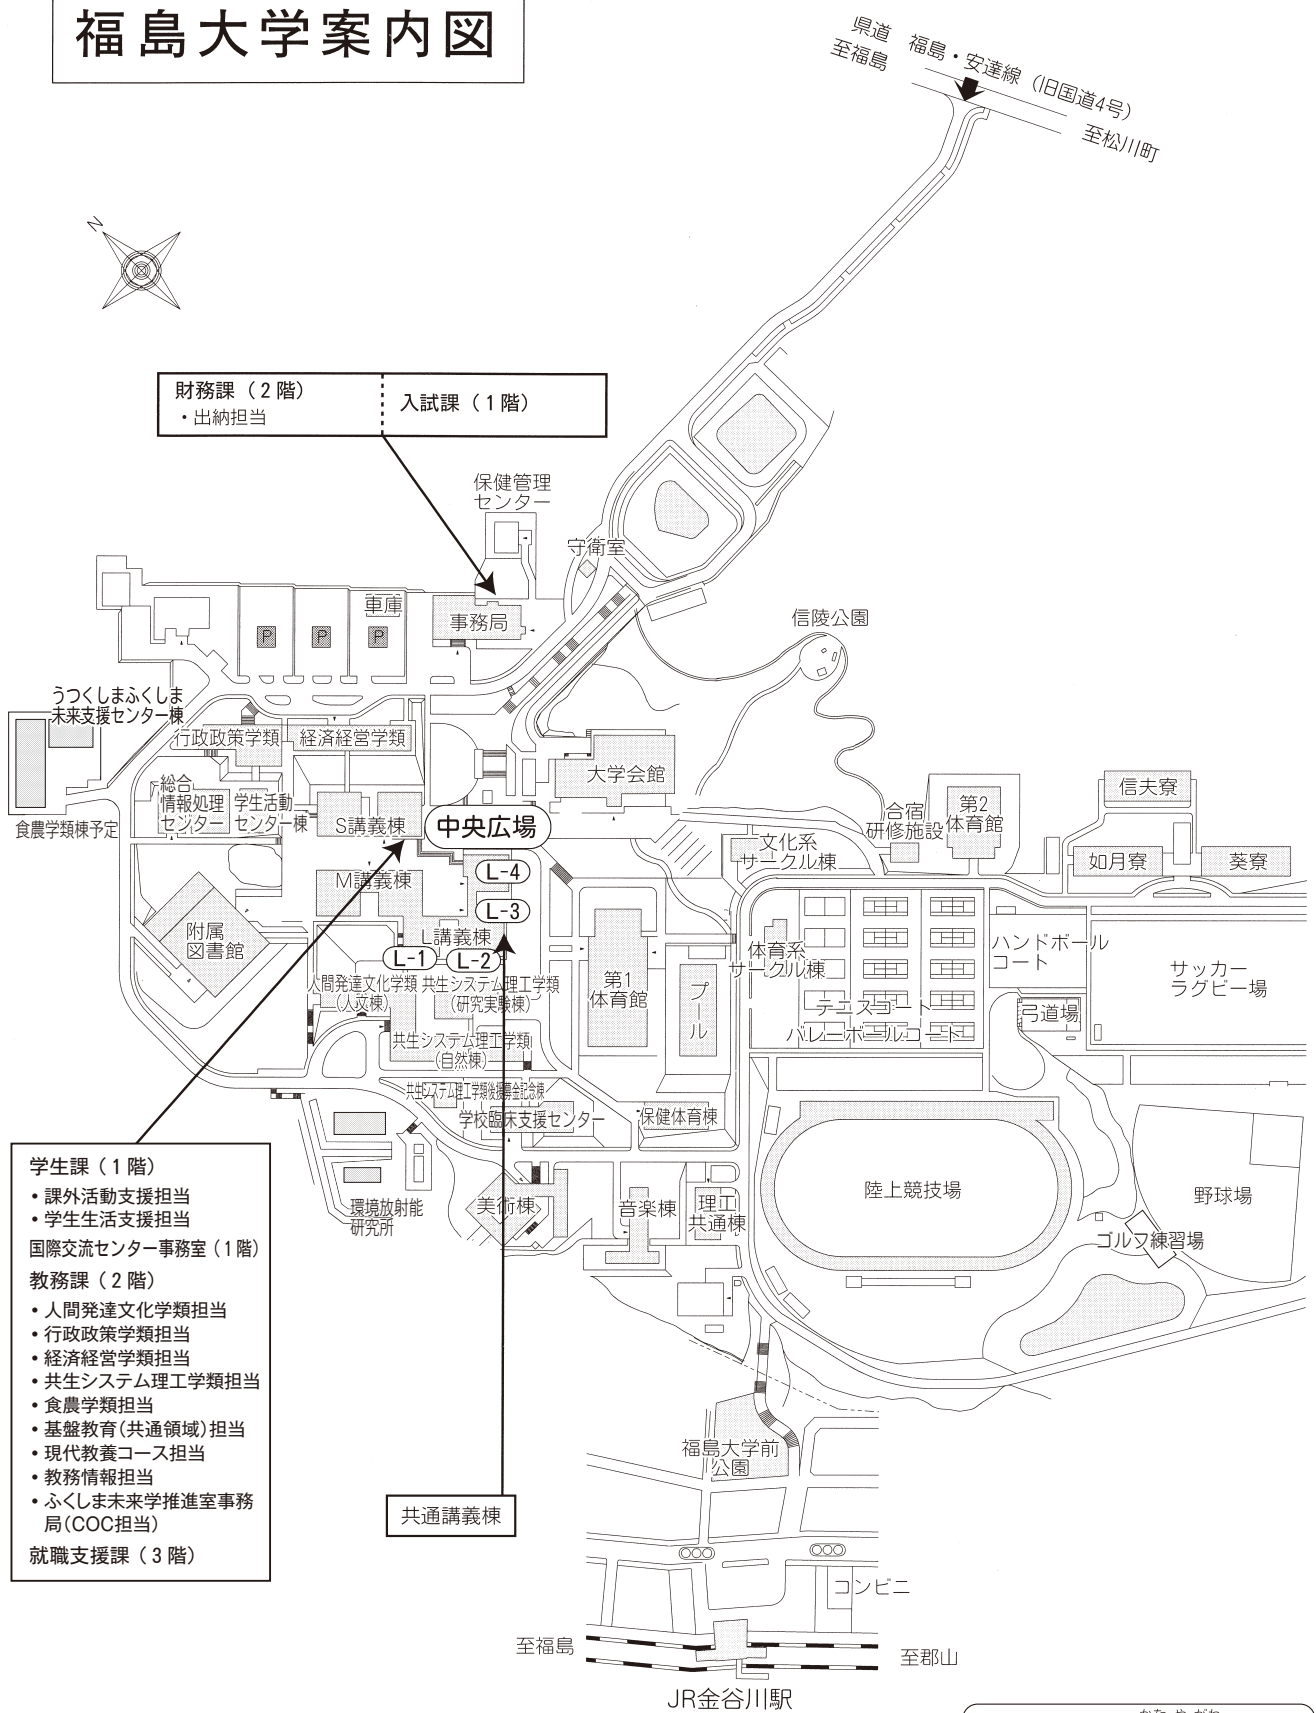 福島大学案内図
県道 福島・安達線（旧国道4号）
至福島
至松川町
N
財務課（２階）
・出納担当
入試課（１階）
保健管理
センター
守衛室
車庫
事務局
P
P
P
信陵公園
うつくしまふくしま
未来支援センター棟
行政政策学類
経済経営学類
大学会館
総合
情報処理
センター
学生活動
センター棟
S講義棟
中央広場
食農学類棟予定
合宿
研修施設
第2
体育館
信夫寮
如月寮
葵寮
文化系
サークル棟
M講義棟
L-4
L-3
附属
図書館
L講義棟
L-1
L-2
人間発達文化学類
（人文棟）
共生システム理工学類
（研究実験棟）
第1
体育館
プール
体育系
サークル棟
テニスコート
バレーボールコート
ハンドボール
コート
サッカー
ラグビー場
弓道場
共生システム理工学類
（自然棟）
共生システム理工学類後援募金記念棟
学校臨床支援センター
保健体育棟
環境放射能
研究所
美術棟
音楽棟
理工
共通棟
陸上競技場
野球場
ゴルフ練習場
学生課（１階）
・課外活動支援担当
・学生生活支援担当
国際交流センター事務室（１階）
教務課（２階）
・人間発達文化学類担当
・行政政策学類担当
・経済経営学類担当
・共生システム理工学類担当
・食農学類担当
・基盤教育（共通領域）担当
・現代教養コース担当
・教務情報担当
・ふくしま未来学推進室事務
局（COC担当）
就職支援課（３階）
福島大学前
公園
共通講義棟
コンビニ
至福島
至郡山
JR金谷川駅